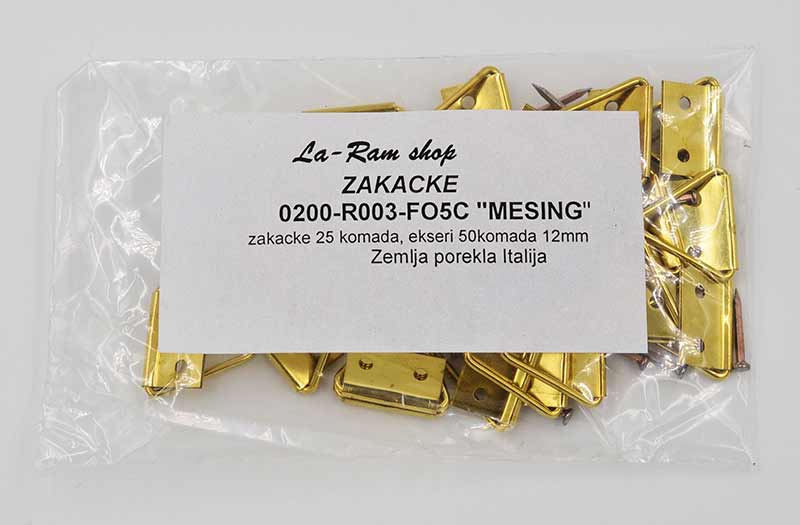 La-Ram shop
ZAKACKE
0200-R003-FO5C "MESING"
zakacke 25 komada, ekseri 50komada 12mm
Zemlja porekla Italija